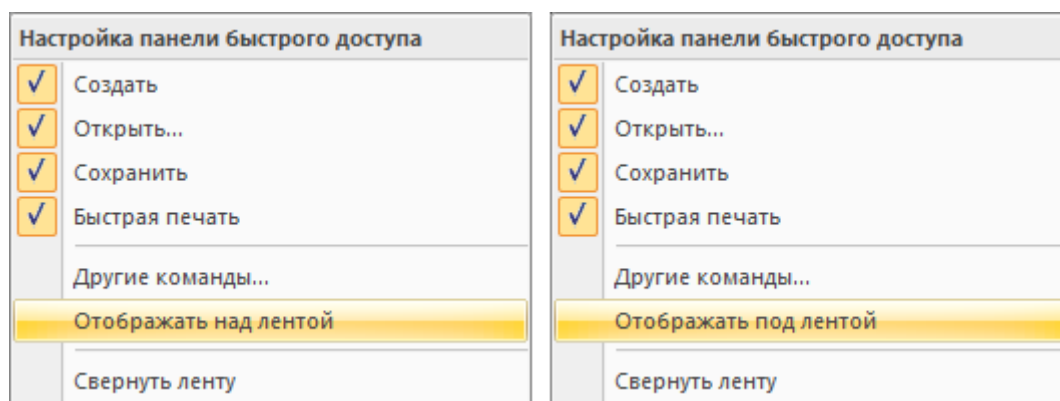 Настройка панели быстрого доступа
Создать
Открыть...
Сохранить
Быстрая печать
Другие команды...
Отображать над лентой
Свернуть ленту
Настройка панели быстрого доступа
Создать
Открыть...
Сохранить
Быстрая печать
Другие команды...
Отображать под лентой
Свернуть ленту